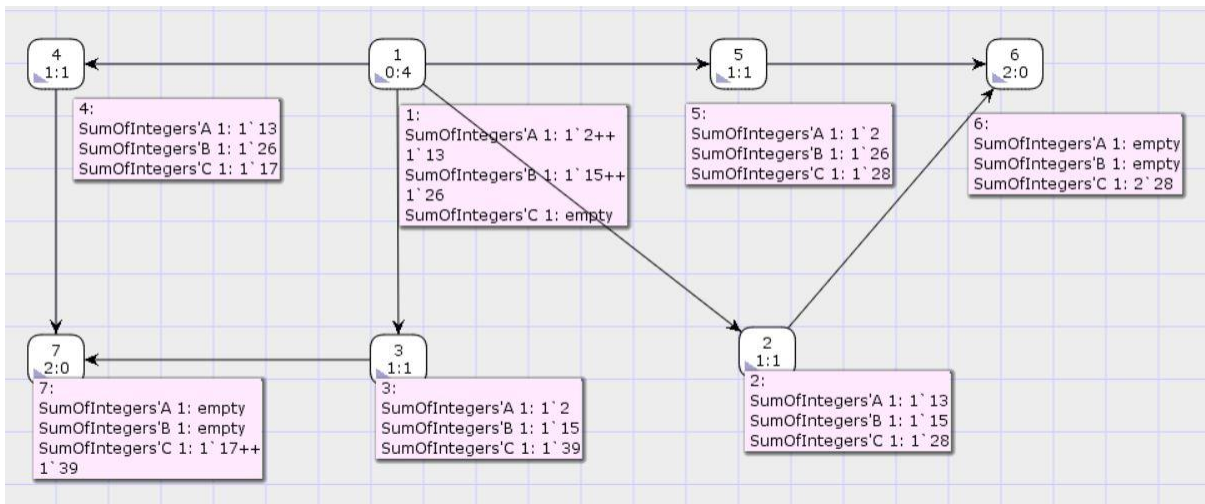 4
1:1
1
0:4
5
1:1
6
2:0
4:
SumOfIntegers'A 1: 1`13
SumOfIntegers'B 1: 1`26
SumOfIntegers'C 1: 1`17
1:
SumOfIntegers'A 1: 1`2++
1`13
SumOfIntegers'B 1: 1`15++
1`26
SumOfIntegers'C 1: empty
5:
SumOfIntegers'A 1: 1`2
SumOfIntegers'B 1: 1`26
SumOfIntegers'C 1: 1`28
6:
SumOfIntegers'A 1: empty
SumOfIntegers'B 1: empty
SumOfIntegers'C 1: 2`28
7
2:0
3
1:1
2
1:1
7:
SumOfIntegers'A 1: empty
SumOfIntegers'B 1: empty
SumOfIntegers'C 1: 1`17++
1`39
3:
SumOfIntegers'A 1: 1`2
SumOfIntegers'B 1: 1`15
SumOfIntegers'C 1: 1`39
2:
SumOfIntegers'A 1: 1`13
SumOfIntegers'B 1: 1`15
SumOfIntegers'C 1: 1`28